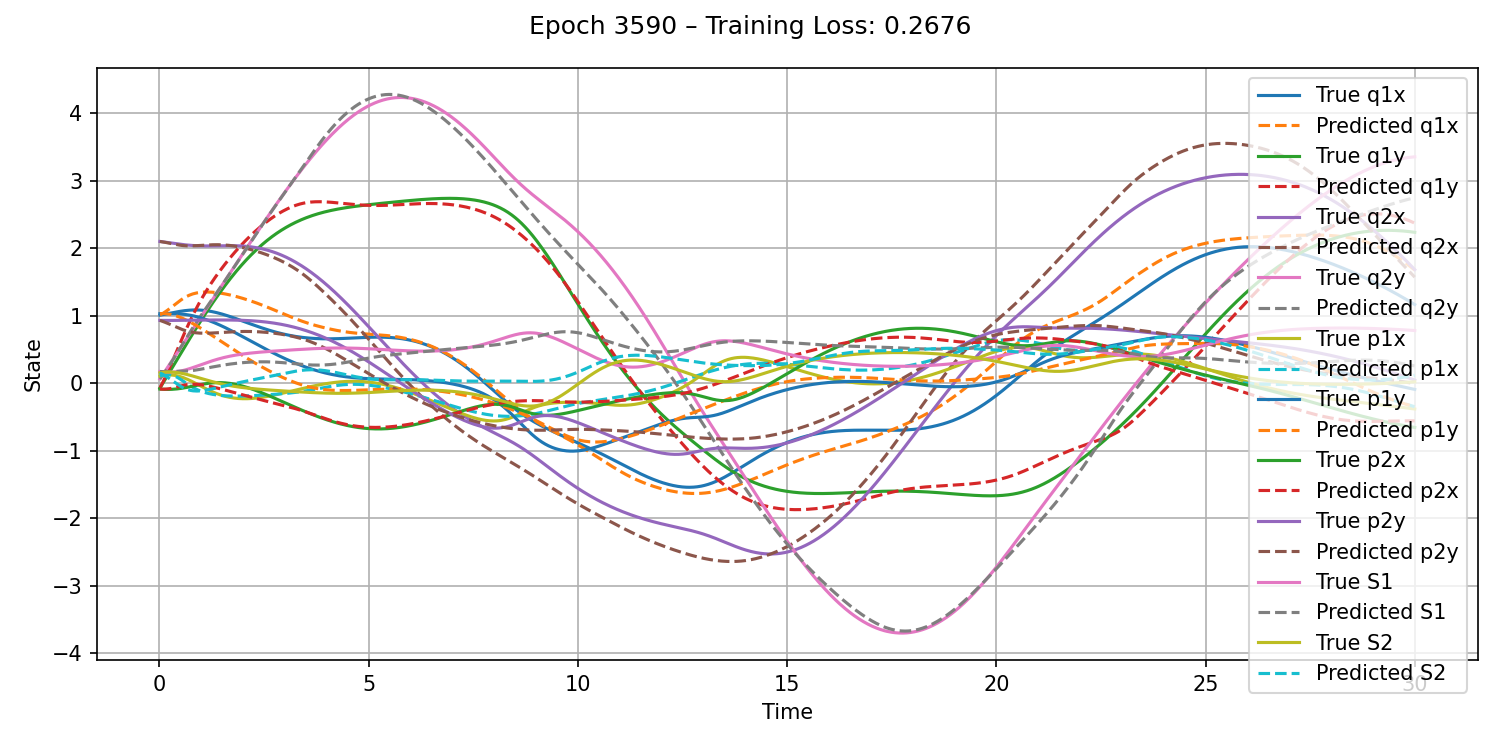 Epoch 3590 – Training Loss: 0.2676
State
4
3
2
1
0
−1
−2
−3
−4
True q1x
Predicted q1x
True q1y
Predicted q1y
True q2x
Predicted q2x
True q2y
Predicted q2y
True p1x
Predicted p1x
True p1y
Predicted p1y
True p2x
Predicted p2x
True p2y
Predicted p2y
True S1
Predicted S1
True S2
Predicted S2
0 5 10 15 20 25 30
Time